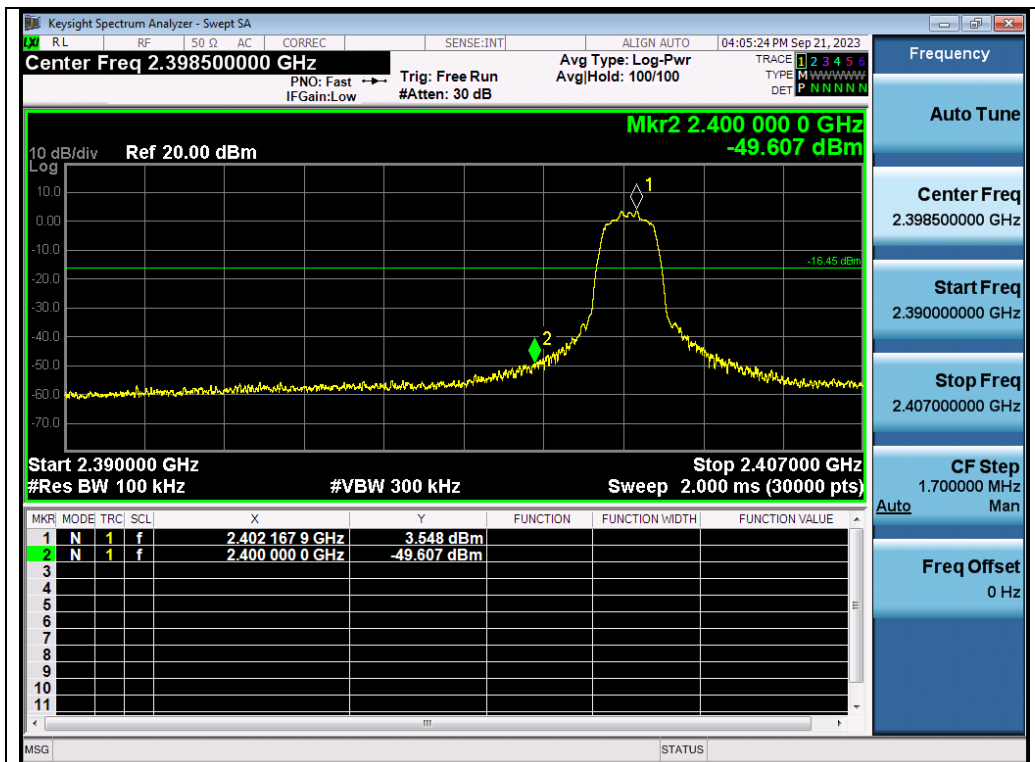 Keysight Spectrum Analyzer - Swept SA
LXI RL RF 50 Ω AC CORREC SENSE:INT ALIGN AUTO 04:05:24 PM Sep 21, 2023
Center Freq 2.398500000 GHz
PNO: Fast
IFGain:Low
Trig: Free Run
#Atten: 30 dB
Avg Type: Log-Pwr
Avg|Hold: 100/100
TRACE 1 2 3 4 5 6
TYPE M WWWWW
DET P N N N N N
Mkr2 2.400 000 0 GHz
-49.607 dBm
10 dB/div Ref 20.00 dBm
Log
10.0
0.00
-10.0
-20.0
-30.0
-40.0
-50.0
-60.0
-70.0
1
-16.45 dBm
2
Start 2.390000 GHz Stop 2.407000 GHz
#Res BW 100 kHz #VBW 300 kHz Sweep 2.000 ms (30000 pts)
MKR MODE TRC SCL X Y FUNCTION FUNCTION WIDTH FUNCTION VALUE
1 N 1 f 2.402 167 9 GHz 3.548 dBm
2 N 1 f 2.400 000 0 GHz -49.607 dBm
3
4
5
6
7
8
9
10
11
MSG STATUS
Frequency
Auto Tune
Center Freq
2.398500000 GHz
Start Freq
2.390000000 GHz
Stop Freq
2.407000000 GHz
CF Step
1.700000 MHz
Auto Man
Freq Offset
0 Hz